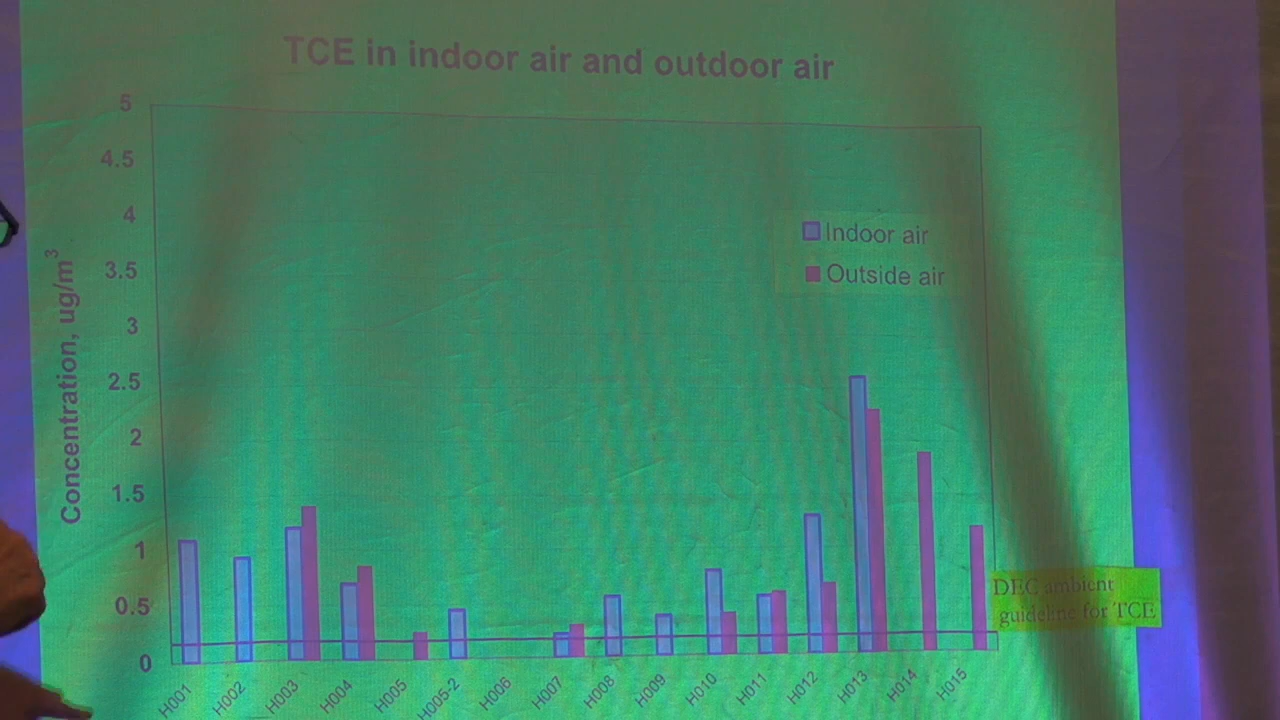 TCE in indoor air and outdoor air
5
4.5
4
3.5
3
2.5
2
1.5
1
0.5
0
Concentration, ug/m³
Indoor air
Outside air
DEC ambient
guideline for TCE
H001
H002
H003
H004
H005
H005-2
H006
H007
H008
H009
H010
H011
H012
H013
H014
H015